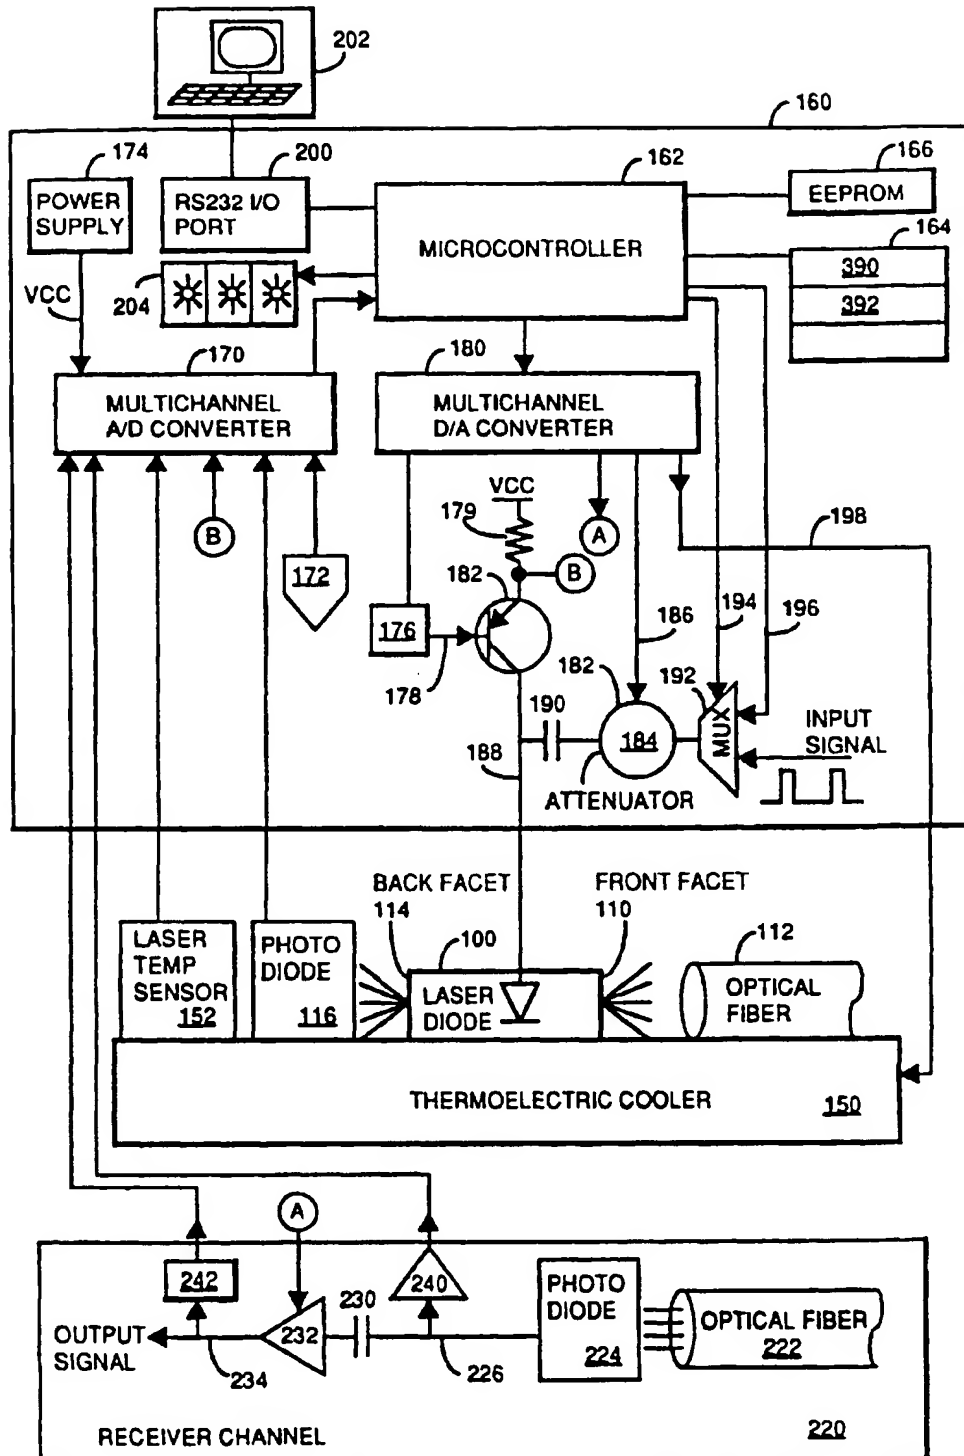 202
160
174
200
162
166
POWER
SUPPLY
RS232 I/O
PORT
MICROCONTROLLER
EEPROM
164
390
392
204
VCC
170
180
MULTICHANNEL
A/D CONVERTER
MULTICHANNEL
D/A CONVERTER
VCC
179
198
B
A
172
182
B
176
186
194
196
178
182
192
190
184
MUX
INPUT
SIGNAL
188
ATTENUATOR
BACK FACET
114
FRONT FACET
110
100
112
LASER
TEMP
SENSOR
152
PHOTO
DIODE
116
LASER
DIODE
OPTICAL
FIBER
THERMOELECTRIC COOLER
150
A
242
230
240
PHOTO
DIODE
224
OPTICAL FIBER
222
OUTPUT
SIGNAL
232
234
226
RECEIVER CHANNEL
220